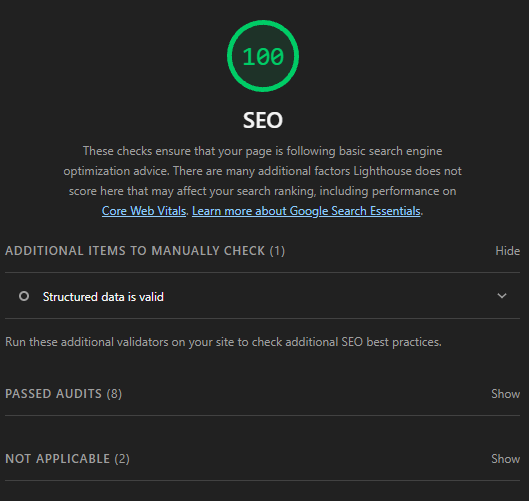 100
SEO
These checks ensure that your page is following basic search engine
optimization advice. There are many additional factors Lighthouse does not
score here that may affect your search ranking, including performance on
Core Web Vitals. Learn more about Google Search Essentials.
ADDITIONAL ITEMS TO MANUALLY CHECK (1) Hide
Structured data is valid
Run these additional validators on your site to check additional SEO best practices.
PASSED AUDITS (8) Show
NOT APPLICABLE (2) Show